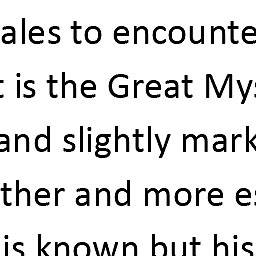 ales to encounte
t is the Great Mys
and slightly mark
ther and more es
is known but his